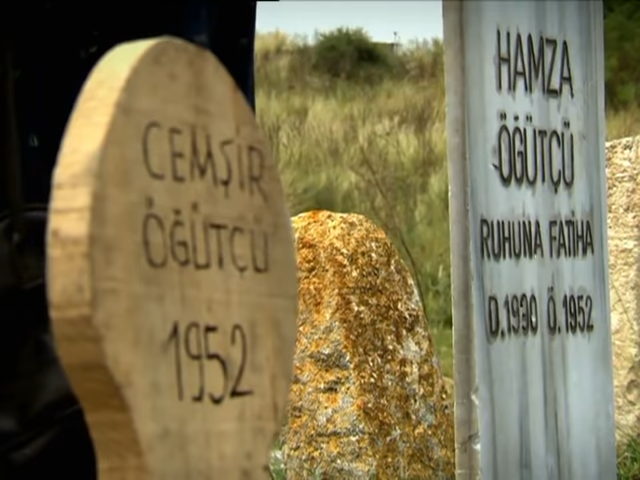 CEMŞİR
ÖĞÜTÇÜ
1952
HAMZA
ÖĞÜTÇÜ
RUHUNA FATİHA
D.1930 Ö.1952